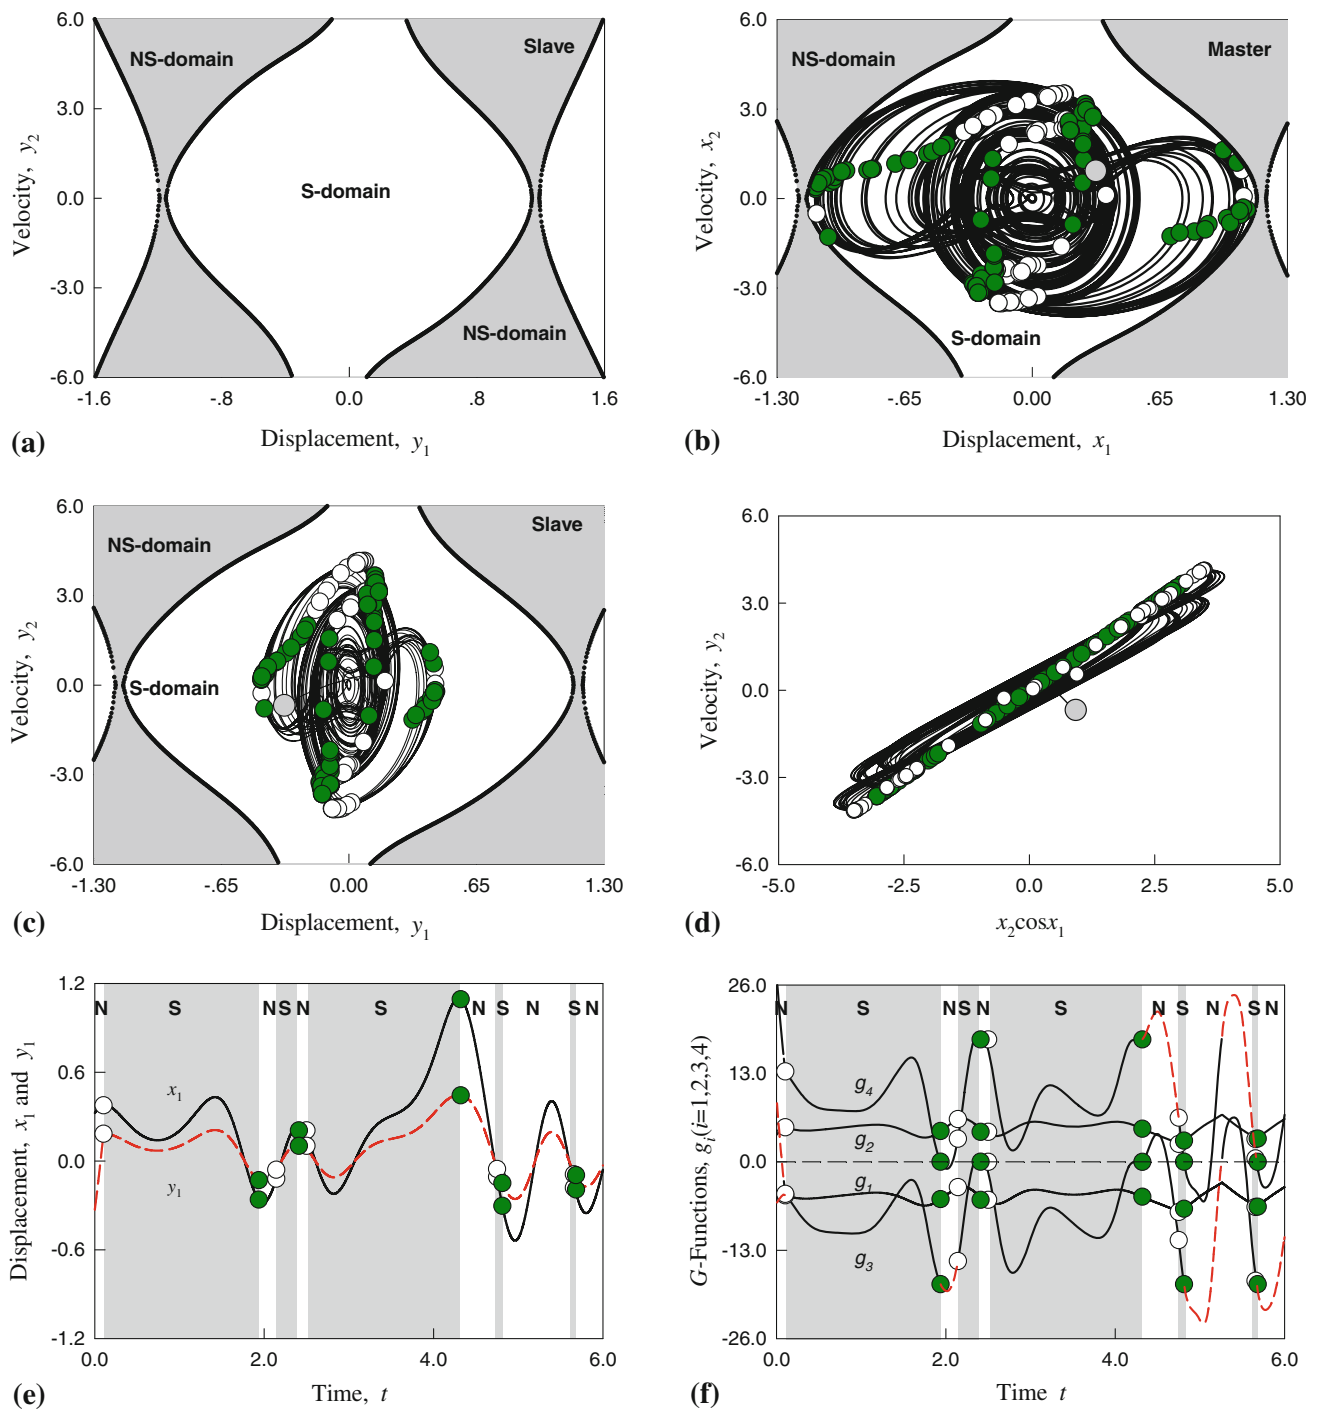 6.0
NS-domain
Slave
3.0
Velocity, y2
0.0
S-domain
-3.0
NS-domain
-6.0
-1.6
-.8
0.0
.8
1.6
(a)
Displacement, y1
6.0
NS-domain
Master
3.0
Velocity, x2
0.0
-3.0
S-domain
-6.0
-1.30
-.65
0.00
.65
1.30
(b)
Displacement, x1
6.0
Slave
NS-domain
3.0
Velocity, y2
0.0
S-domain
-3.0
-6.0
-1.30
-.65
0.00
.65
1.30
(c)
Displacement, y1
6.0
3.0
Velocity, y2
0.0
-3.0
-6.0
-5.0
-2.5
0.0
2.5
5.0
(d)
x2cosx1
1.2
N S N S N S N S N S N
0.6
x1
Displacement, x1 and y1
0.0
y1
-0.6
-1.2
0.0
2.0
4.0
6.0
(e)
Time, t
26.0
N S N S N S N S N S N
13.0
g4
G-Functions, gi(i=1,2,3,4)
g2
0.0
g1
-13.0
g3
-26.0
0.0
2.0
4.0
6.0
(f)
Time t